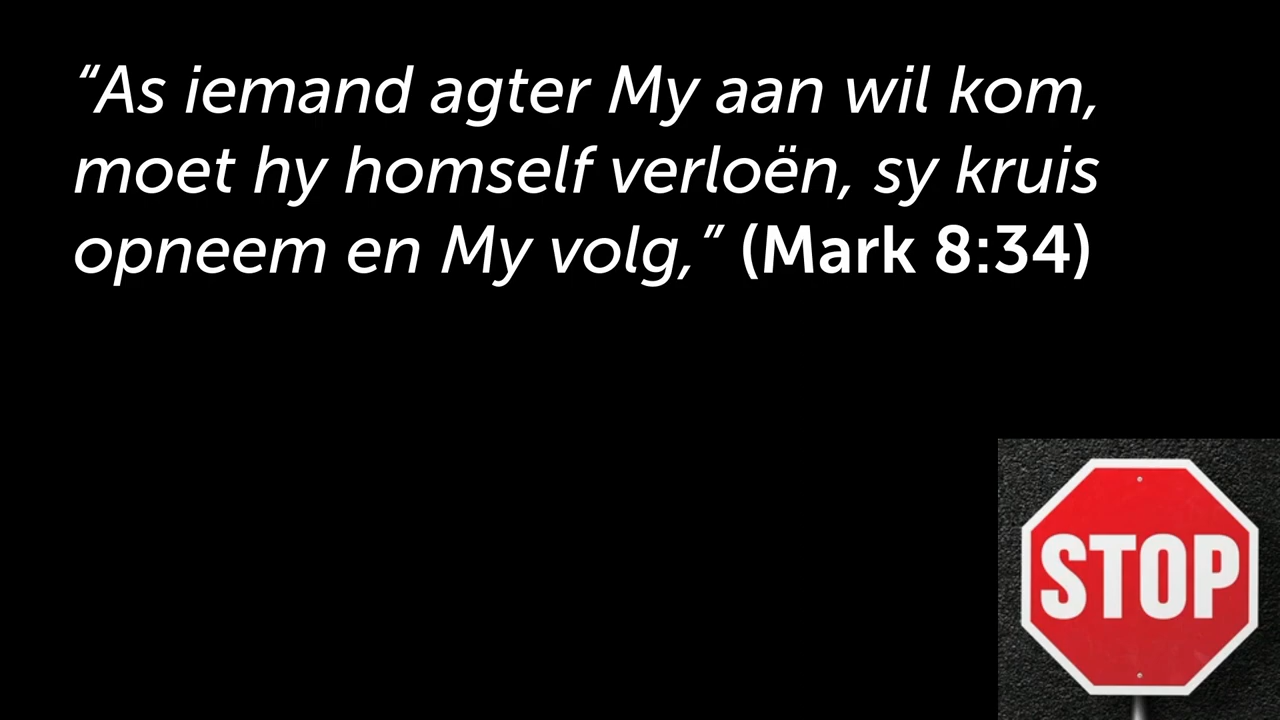 “As iemand agter My aan wil kom,
moet hy homself verloën, sy kruis
opneem en My volg,” (Mark 8:34)
STOP